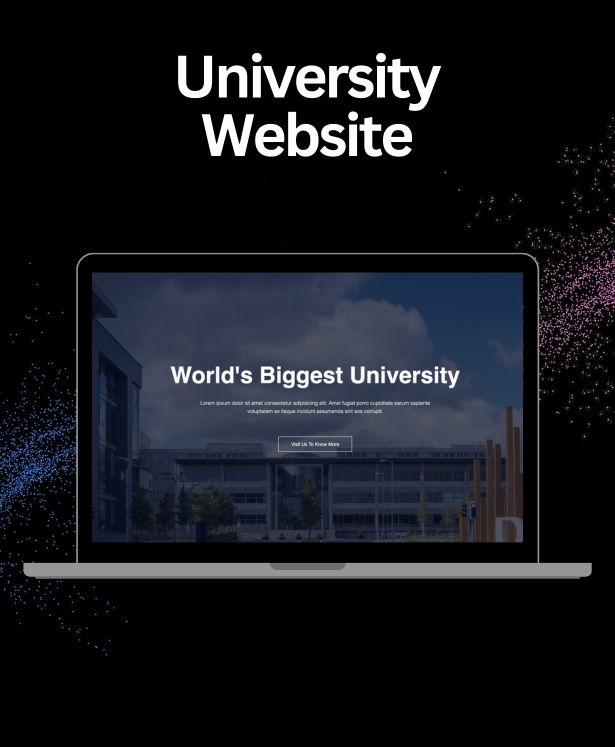 University
Website
World's Biggest University
Lorem ipsum dolor sit amet consectetur adipisicing elit. Amet fugiat porro cupiditate earum sapiente
voluptatem ex itaque incidunt assumenda sint eos corrupti.
Visit Us To Know More